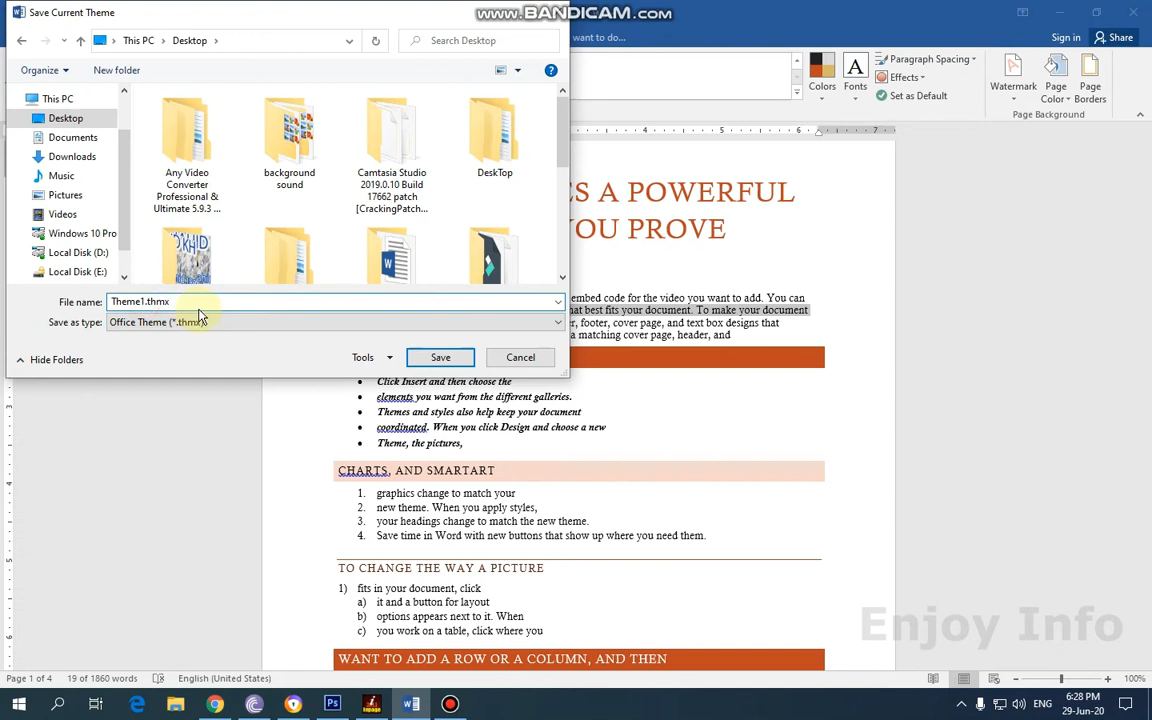 Save Current Theme
www.BANDICAM.com
This PC
Desktop
Search Desktop
want to do...
Sign in
Share
Organize
New folder
Colors
Fonts
Paragraph Spacing
Effects
Set as Default
Watermark
Page Color
Page Borders
Page Background
This PC
Desktop
Documents
Downloads
Music
Pictures
Videos
Windows 10 Pro
Local Disk (D:)
Local Disk (E:)
Any Video
Converter
Professional &
Ultimate 5.9.3 ...
background
sound
Camtasia Studio
2019.0.10 Build
17662 patch
[CrackingPatch...
DeskTop
4 5 6 7
File name: Theme1.thmx
Save as type: Office Theme (*.thmx)
Hide Folders
Tools
Save
Cancel
ES A POWERFUL
YOU PROVE
embed code for the video you want to add. You can
hat best fits your document. To make your document
r, footer, cover page, and text box designs that
a matching cover page, header, and
• Click Insert and then choose the
• elements you want from the different galleries.
• Themes and styles also help keep your document
• coordinated. When you click Design and choose a new
• Theme, the pictures,
CHARTS, AND SMARTART
1. graphics change to match your
2. new theme. When you apply styles,
3. your headings change to match the new theme.
4. Save time in Word with new buttons that show up where you need them.
TO CHANGE THE WAY A PICTURE
1) fits in your document, click
a) it and a button for layout
b) options appears next to it. When
c) you work on a table, click where you
WANT TO ADD A ROW OR A COLUMN, AND THEN
Enjoy Info
Page 1 of 4
19 of 1860 words
English (United States)
100%
ENG
6:28 PM
29-Jun-20